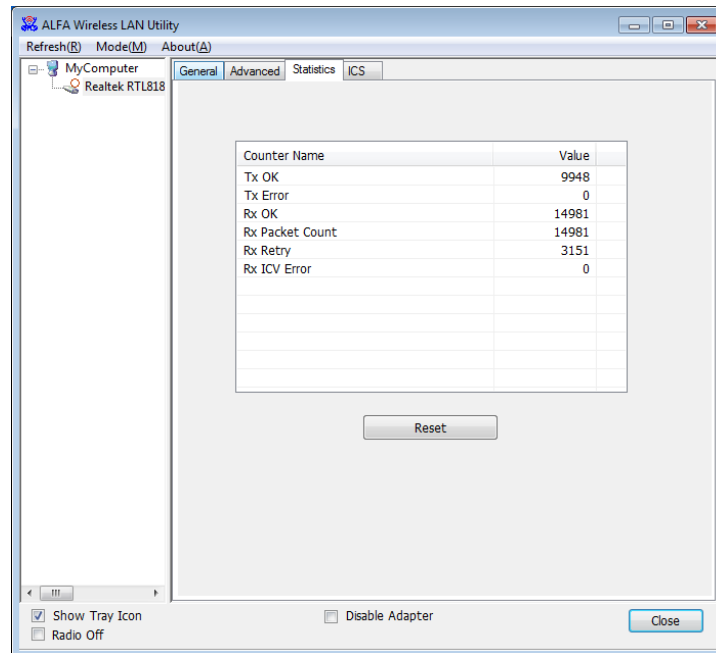 ALFA Wireless LAN Utility
Refresh(R) Mode(M) About(A)
MyComputer
Realtek RTL818
General Advanced Statistics ICS
Counter Name Value
Tx OK 9948
Tx Error 0
Rx OK 14981
Rx Packet Count 14981
Rx Retry 3151
Rx ICV Error 0
Reset
Show Tray Icon Disable Adapter Close
Radio Off